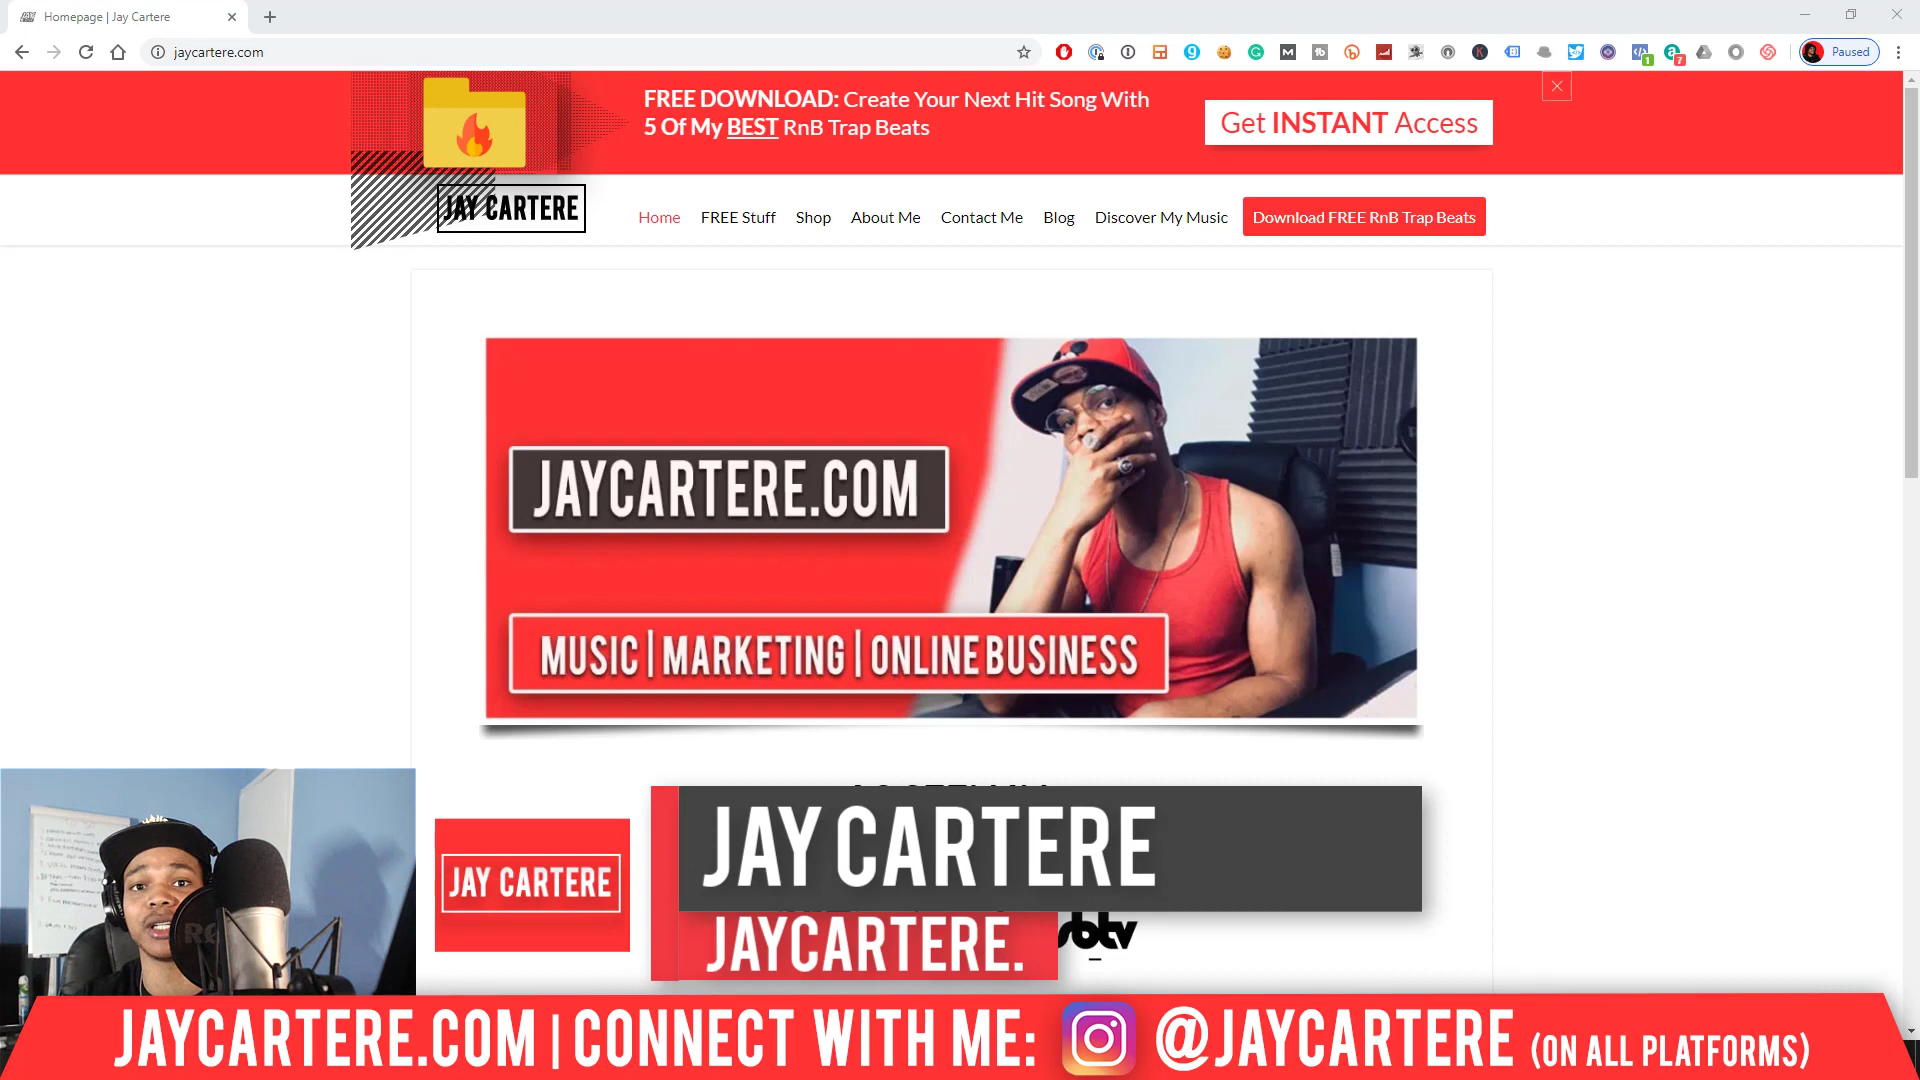 Homepage | Jay Cartere
jaycartere.com
1
7
Paused
FREE DOWNLOAD: Create Your Next Hit Song With
5 Of My BEST RnB Trap Beats
Get INSTANT Access
JAY CARTERE
Home FREE Stuff Shop About Me Contact Me Blog Discover My Music Download FREE RnB Trap Beats
JAYCARTERE.COM
MUSIC | MARKETING | ONLINE BUSINESS
JAY CARTERE
JAY CARTERE
JAYCARTERE.
sbtv
JAYCARTERE.COM | CONNECT WITH ME: @JAYCARTERE (ON ALL PLATFORMS)